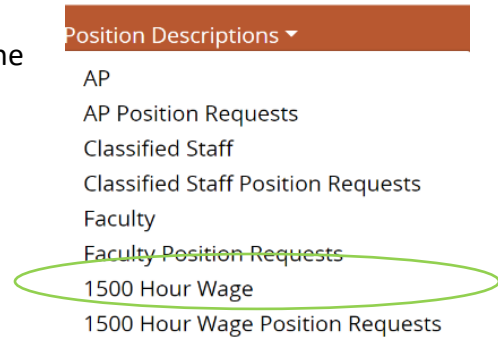 Position Descriptions
ne
AP
AP Position Requests
Classified Staff
Classified Staff Position Requests
Faculty
Faculty Position Requests
1500 Hour Wage
1500 Hour Wage Position Requests